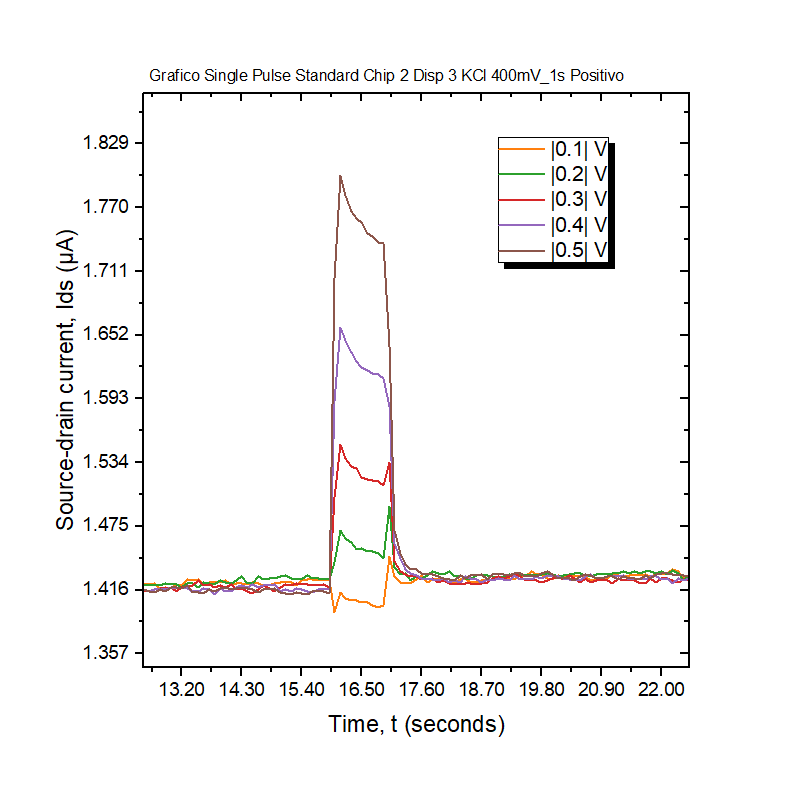 Grafico Single Pulse Standard Chip 2 Disp 3 KCl 400mV_1s Positivo
|0.1| V
|0.2| V
|0.3| V
|0.4| V
|0.5| V
Source-drain current, Ids (µA)
1.829
1.770
1.711
1.652
1.593
1.534
1.475
1.416
1.357
13.20 14.30 15.40 16.50 17.60 18.70 19.80 20.90 22.00
Time, t (seconds)